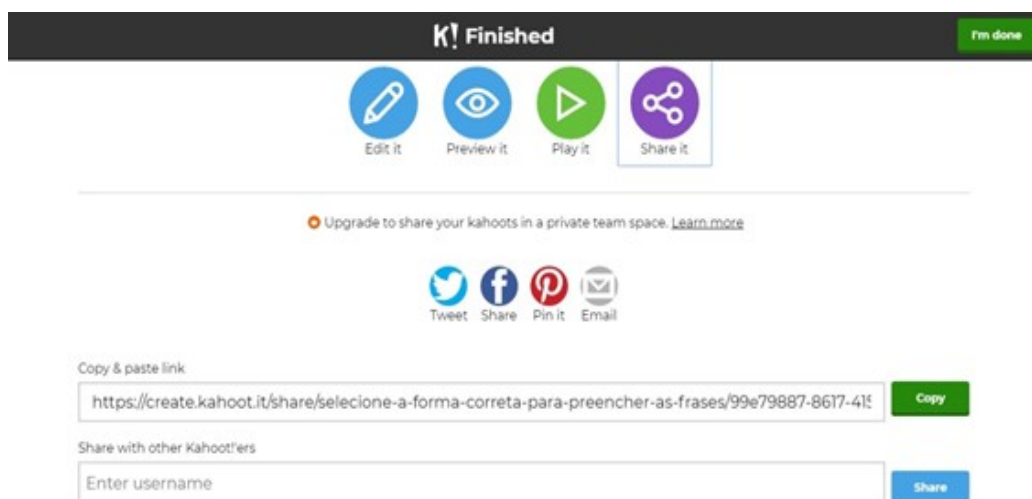 K! Finished
I'm done
Edit it Preview it Play it Share it
Upgrade to share your kahoots in a private team space. Learn more
Tweet Share Pin it Email
Copy & paste link
https://create.kahoot.it/share/selecione-a-forma-correta-para-preencher-as-frases/99e79887-8617-415
Copy
Share with other Kahoot!'ers
Enter username
Share